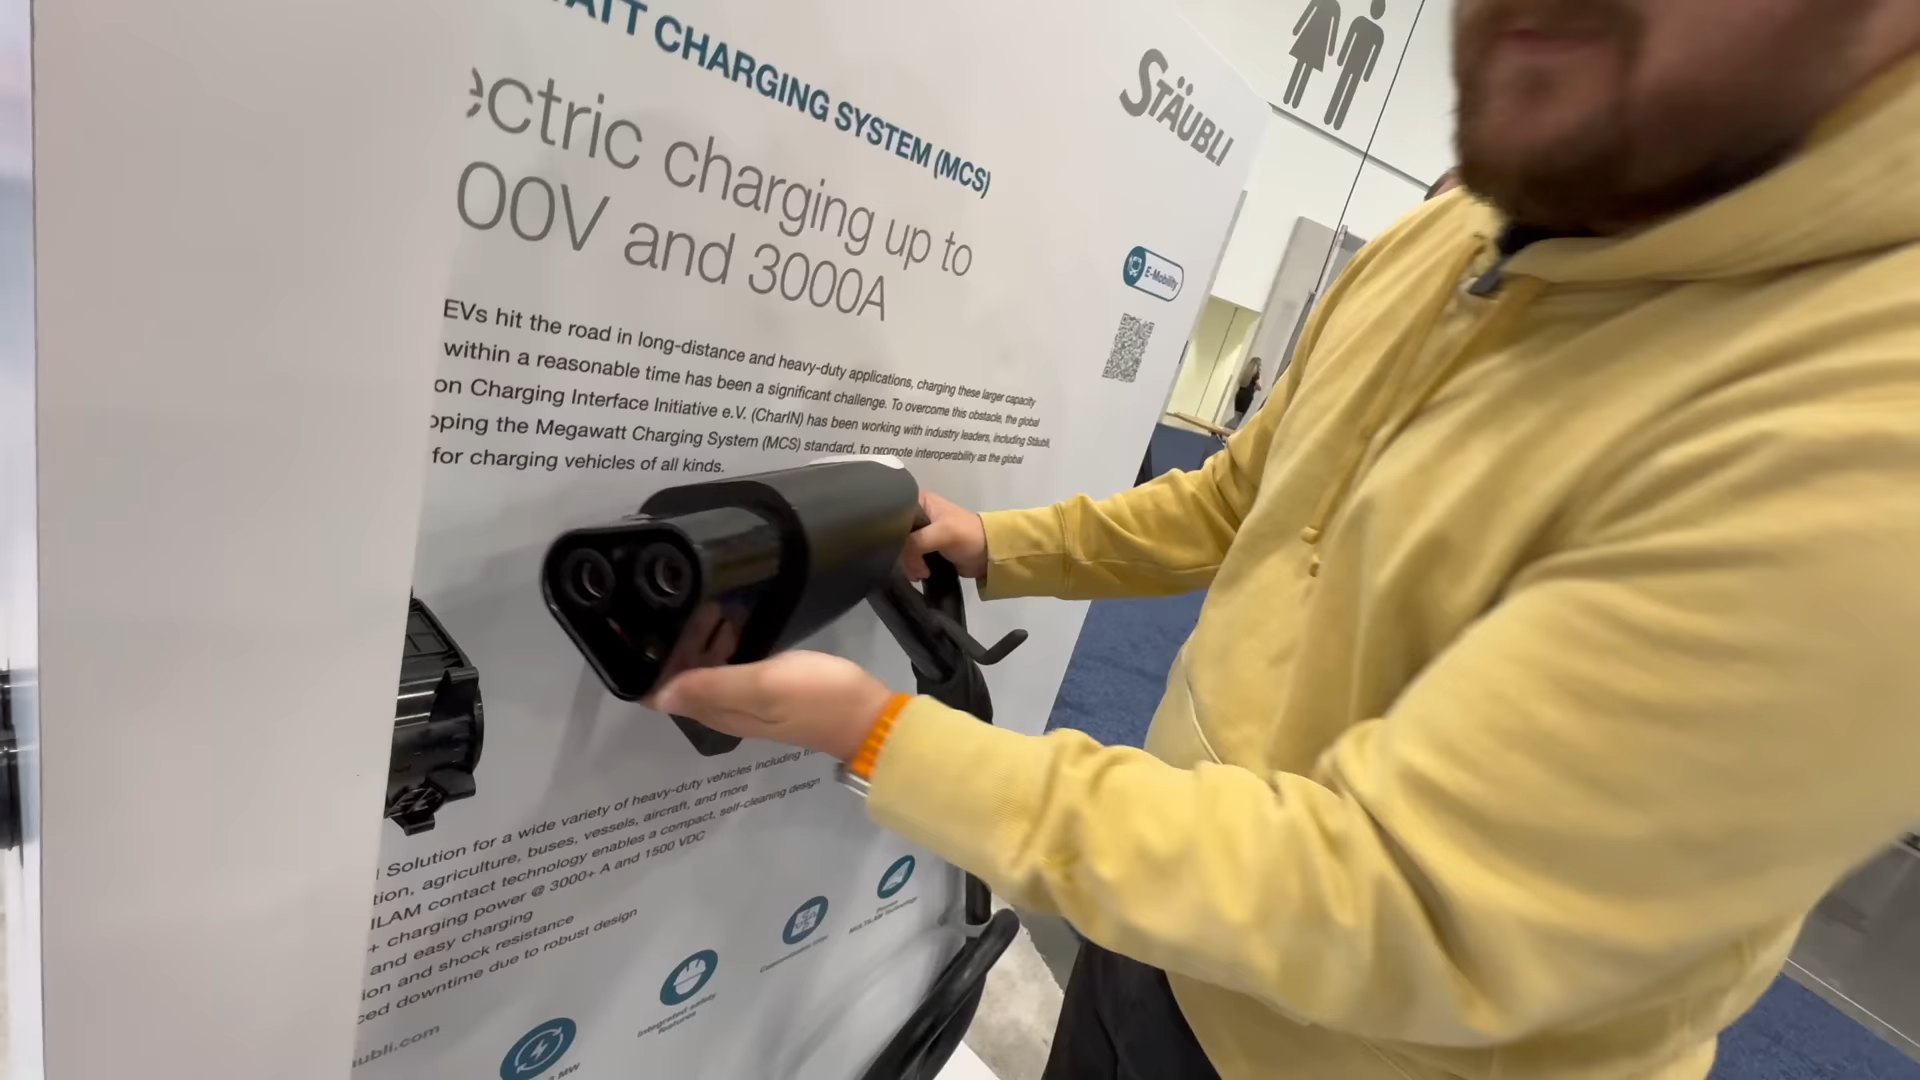 ATT CHARGING SYSTEM (MCS)
STÄUBLI
ectric charging up to
00V and 3000A
E-Mobility
EVs hit the road in long-distance and heavy-duty applications, charging these larger capacity
within a reasonable time has been a significant challenge. To overcome this obstacle, the global
on Charging Interface Initiative e.V. (CharIN) has been working with industry leaders, including Stäubli,
oping the Megawatt Charging System (MCS) standard, to promote interoperability as the global
for charging vehicles of all kinds.
Solution for a wide variety of heavy-duty vehicles including
tion, agriculture, buses, vessels, aircraft, and more
ILAM contact technology enables a compact, self-cleaning design
+ charging power @ 3000+ A and 1500 VDC
and easy charging
ion and shock resistance
ced downtime due to robust design
ubli.com
MW
Integrated safety
features
MULTILAM Technology